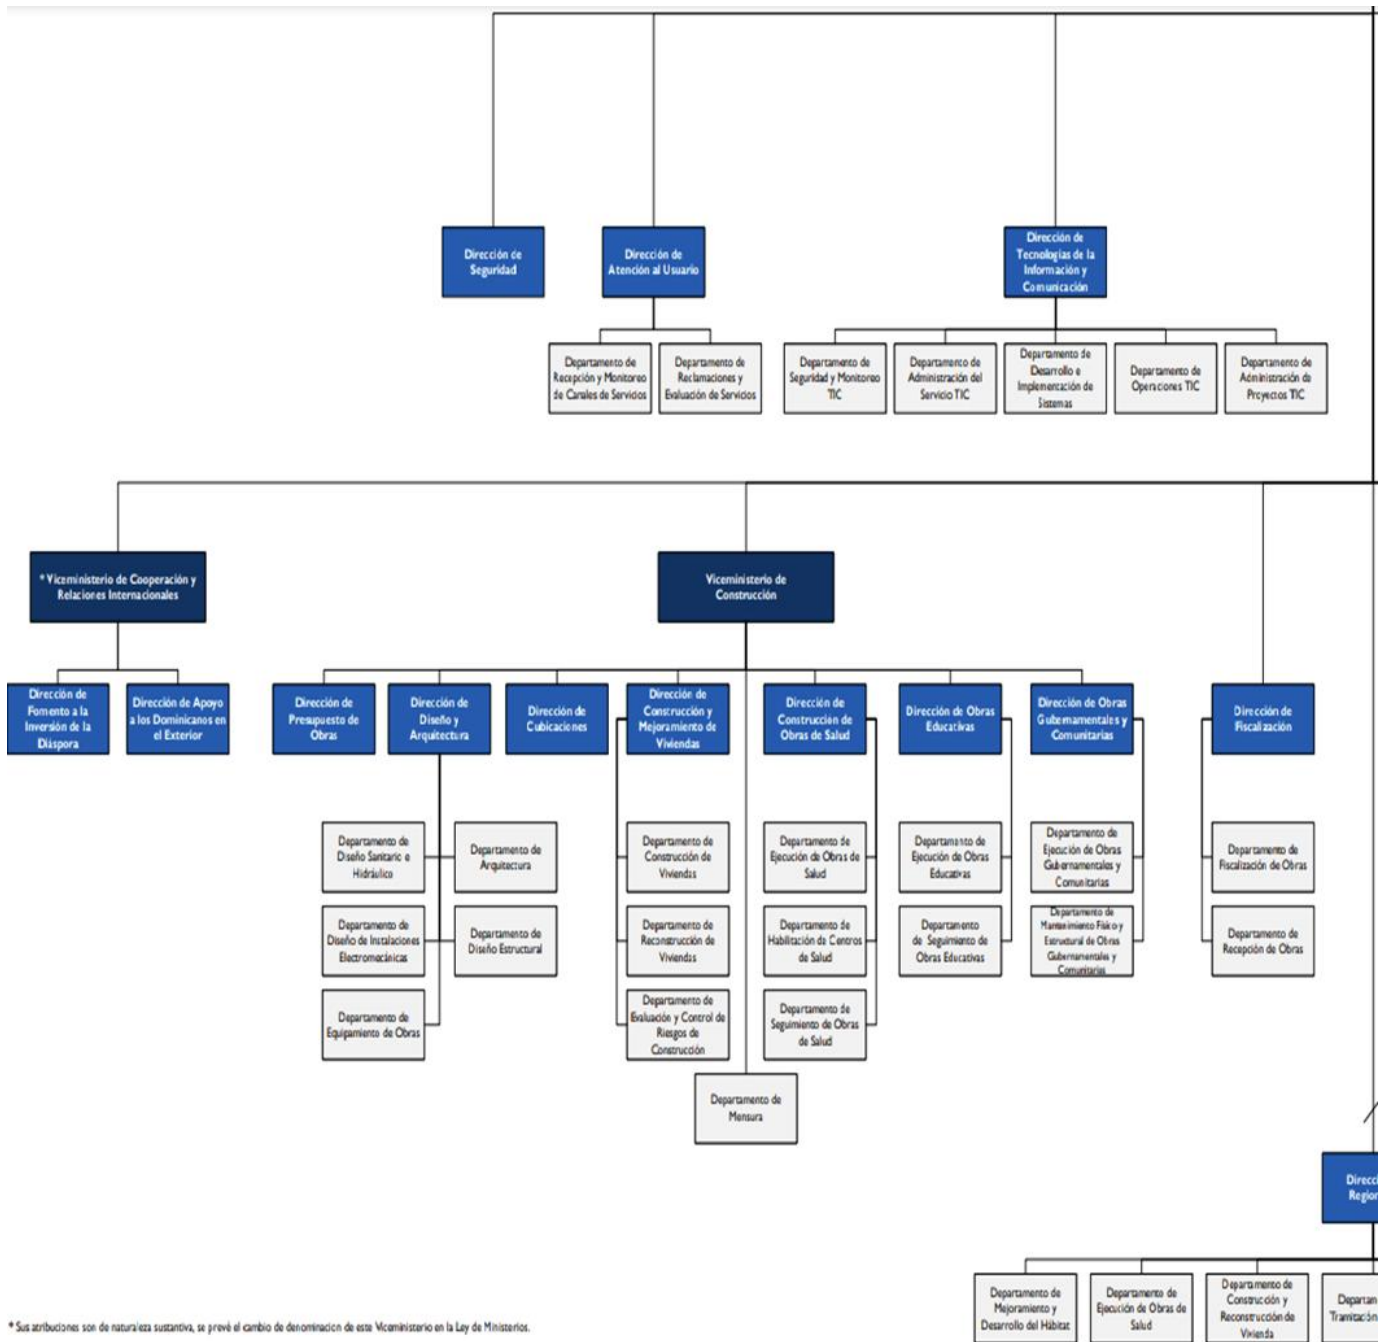 Dirección de
Seguridad
Dirección de
Atención al Usuario
Dirección de
Tecnologías de la
Información y
Comunicación
Departamento de
Recepción y Monitoreo
de Canales de Servicios
Departamento de
Reclamaciones y
Evaluación de Servicios
Departamento de
Seguridad y Monitoreo
TIC
Departamento de
Administración del
Servicio TIC
Departamento de
Desarrollo e
Implementación de
Sistemas
Departamento de
Operaciones TIC
Departamento de
Administración de
Proyectos TIC
* Viceministerio de Cooperación y
Relaciones Internacionales
Viceministerio de
Construcción
Dirección de
Fomento a la
Inversión de la
Diáspora
Dirección de Apoyo
a los Dominicanos en
el Exterior
Dirección de
Presupuesto de
Obras
Dirección de
Diseño y
Arquitectura
Dirección de
Cubicaciones
Dirección de
Construcción y
Mejoramiento de
Viviendas
Dirección de
Construccion de
Obras de Salud
Dirección de Obras
Educativas
Dirección de Obras
Gubernamentales y
Comunitarias
Dirección de
Fiscalización
Departamento de
Diseño Sanitario e
Hidráulico
Departamento de
Arquitectura
Departamento de
Construcción de
Viviendas
Departamento de
Ejecución de Obras de
Salud
Departamento de
Ejecución de Obras
Educativas
Departamento de
Ejecución de Obras
Gubernamentales y
Comunitarias
Departamento de
Fiscalización de Obras
Departamento de
Diseño de Instalaciones
Electromecánicas
Departamento de
Diseño Estructural
Departamento de
Reconstrucción de
Viviendas
Departamento de
Habilitación de Centros
de Salud
Departamento
de Seguimiento de
Obras Educativas
Departamento de
Mantenimiento Físico y
Estructural de Obras
Gubernamentales y
Comunitarias
Departamento de
Recepción de Obras
Departamento de
Equipamiento de Obras
Departamento de
Evaluación y Control de
Riesgos de
Construcción
Departamento de
Seguimiento de Obras
de Salud
Departamento de
Mensura
Direcci
Region
Departamento de
Mejoramiento y
Desarrollo del Hábitat
Departamento de
Ejecución de Obras de
Salud
Departamento de
Construcción y
Reconstrucción de
Vivienda
Departam
Tramitación
* Sus atribuciones son de naturaleza sustantiva, se prevé el cambio de denominacion de este Viceministerio en la Ley de Ministerios.